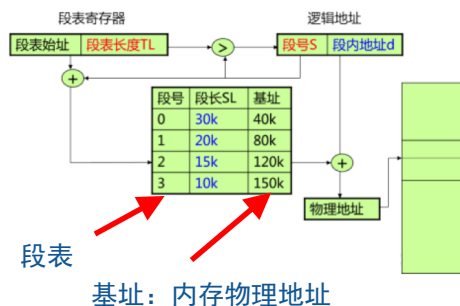 段表寄存器 逻辑地址
段表始址 段表长度TL > 段号S 段内地址d
+
段号 段长SL 基址
0 30k 40k
1 20k 80k
2 15k 120k
3 10k 150k
+
物理地址
段表
基址：内存物理地址